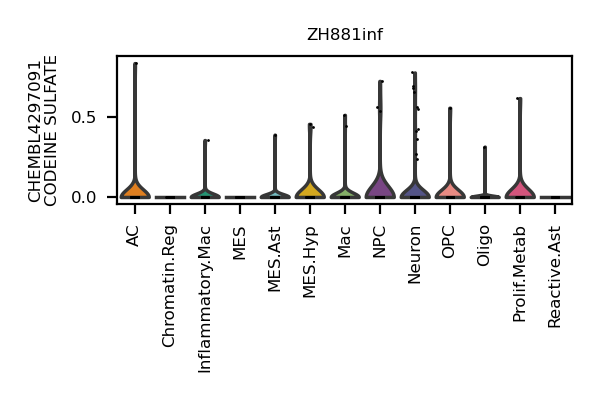 ZH881inf
CHEMBL4297091
CODEINE SULFATE
0.5
0.0
AC
Chromatin.Reg
Inflammatory.Mac
MES
MES.Ast
MES.Hyp
Mac
NPC
Neuron
OPC
Oligo
Prolif.Metab
Reactive.Ast